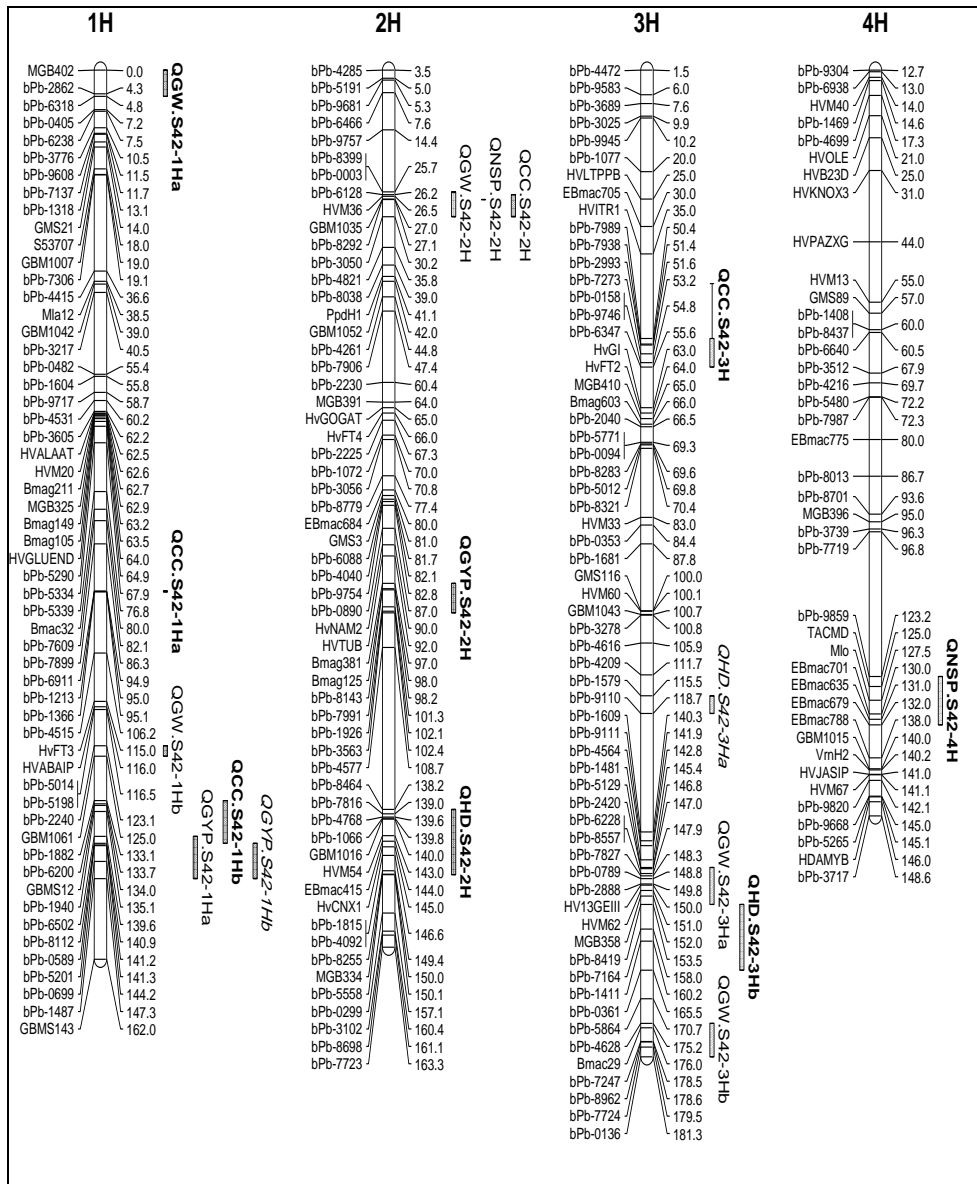 1H
MGB402 0.0
bPb-2862 4.3
bPb-6318 4.8
bPb-0405 7.2
bPb-6238 7.5
bPb-3776 10.5
bPb-9608 11.5
bPb-7137 11.7
bPb-1318 13.1
GMS21 14.0
S53707 18.0
GBM1007 19.0
bPb-7306 19.1
bPb-4415 36.6
Mla12 38.5
GBM1042 39.0
bPb-3217 40.5
bPb-0482 55.4
bPb-1604 55.8
bPb-9717 58.7
bPb-4531 60.2
bPb-3605 62.2
HVALAAT 62.5
HVM20 62.6
Bmag211 62.7
MGB325 62.9
Bmag149 63.2
Bmag105 63.5
HVGLUEND 64.0
bPb-5290 64.9
bPb-5334 67.9
bPb-5339 76.8
Bmac32 80.0
bPb-7609 82.1
bPb-7899 86.3
bPb-6911 94.9
bPb-1213 95.0
bPb-1366 95.1
bPb-4515 106.2
HvFT3 115.0
HVABAIP 116.0
bPb-5014
bPb-5198 116.5
bPb-2240 123.1
GBM1061 125.0
bPb-1882 133.1
bPb-6200 133.7
GBMS12 134.0
bPb-1940 135.1
bPb-6502 139.6
bPb-8112 140.9
bPb-0589 141.2
bPb-5201 141.3
bPb-0699 144.2
bPb-1487 147.3
GBMS143 162.0
QGW.S42-1Ha
QCC.S42-1Ha
QGW.S42-1Hb
QGYP.S42-1Ha
QCC.S42-1Hb
QGYP.S42-1Hb
2H
bPb-4285 3.5
bPb-5191 5.0
bPb-9681 5.3
bPb-6466 7.6
bPb-9757 14.4
bPb-8399
bPb-0003 25.7
bPb-6128 26.2
HVM36 26.5
GBM1035 27.0
bPb-8292 27.1
bPb-3050 30.2
bPb-4821 35.8
bPb-8038 39.0
PpdH1 41.1
GBM1052 42.0
bPb-4261 44.8
bPb-7906 47.4
bPb-2230 60.4
MGB391 64.0
HvGOGAT 65.0
HvFT4 66.0
bPb-2225 67.3
bPb-1072 70.0
bPb-3056 70.8
bPb-8779 77.4
EBmac684 80.0
GMS3 81.0
bPb-6088 81.7
bPb-4040 82.1
bPb-9754 82.8
bPb-0890 87.0
HvNAM2 90.0
HVTUB 92.0
Bmag381 97.0
Bmag125 98.0
bPb-8143 98.2
bPb-7991 101.3
bPb-1926 102.1
bPb-3563 102.4
bPb-4577 108.7
bPb-8464 138.2
bPb-7816 139.0
bPb-4768 139.6
bPb-1066 139.8
GBM1016 140.0
HVM54 143.0
EBmac415 144.0
HvCNX1 145.0
bPb-1815
bPb-4092 146.6
bPb-8255 149.4
MGB334 150.0
bPb-5558 150.1
bPb-0299 157.1
bPb-3102 160.4
bPb-8698 161.1
bPb-7723 163.3
QGW.S42-2H
QNSP.S42-2H
QCC.S42-2H
QGYP.S42-2H
QHD.S42-2H
3H
bPb-4472 1.5
bPb-9583 6.0
bPb-3689 7.6
bPb-3025 9.9
bPb-9945 10.2
bPb-1077 20.0
HVLTPPB 25.0
EBmac705 30.0
HVITR1 35.0
bPb-7989 50.4
bPb-7938 51.4
bPb-2993 51.6
bPb-7273 53.2
bPb-0158
bPb-9746 54.8
bPb-6347 55.6
HvGI 63.0
HvFT2 64.0
MGB410 65.0
Bmag603 66.0
bPb-2040 66.5
bPb-5771
bPb-0094 69.3
bPb-8283 69.6
bPb-5012 69.8
bPb-8321 70.4
HVM33 83.0
bPb-0353 84.4
bPb-1681 87.8
GMS116 100.0
HVM60 100.1
GBM1043 100.7
bPb-3278 100.8
bPb-4616 105.9
bPb-4209 111.7
bPb-1579 115.5
bPb-9110 118.7
bPb-1609 140.3
bPb-9111 141.9
bPb-4564 142.8
bPb-1481 145.4
bPb-5129 146.8
bPb-2420 147.0
bPb-6228
bPb-8557 147.9
bPb-7827 148.3
bPb-0789 148.8
bPb-2888 149.8
HV13GEIII 150.0
HVM62 151.0
MGB358 152.0
bPb-8419 153.5
bPb-7164 158.0
bPb-1411 160.2
bPb-0361 165.5
bPb-5864 170.7
bPb-4628 175.2
Bmac29 176.0
bPb-7247 178.5
bPb-8962 178.6
bPb-7724 179.5
bPb-0136 181.3
QCC.S42-3H
QHD.S42-3Ha
QGW.S42-3Ha
QHD.S42-3Hb
QGW.S42-3Hb
4H
bPb-9304 12.7
bPb-6938 13.0
HVM40 14.0
bPb-1469 14.6
bPb-4699 17.3
HVOLE 21.0
HVB23D 25.0
HVKNOX3 31.0
HVPAZXG 44.0
HVM13 55.0
GMS89 57.0
bPb-1408
bPb-8437 60.0
bPb-6640 60.5
bPb-3512 67.9
bPb-4216 69.7
bPb-5480 72.2
bPb-7987 72.3
EBmac775 80.0
bPb-8013 86.7
bPb-8701 93.6
MGB396 95.0
bPb-3739 96.3
bPb-7719 96.8
bPb-9859 123.2
TACMD 125.0
Mlo 127.5
EBmac701 130.0
EBmac635 131.0
EBmac679 132.0
EBmac788 138.0
GBM1015 140.0
VrnH2 140.2
HVJASIP 141.0
HVM67 141.1
bPb-9820 142.1
bPb-9668 145.0
bPb-5265 145.1
HDAMYB 146.0
bPb-3717 148.6
QNSP.S42-4H